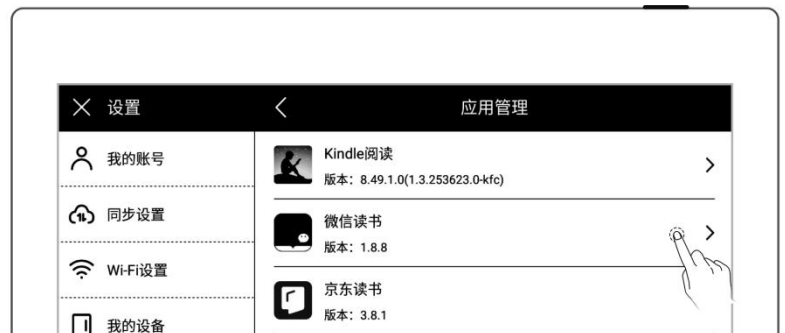 设置
应用管理
我的账号
同步设置
Wi-Fi设置
我的设备
Kindle阅读
版本：8.49.1.0(1.3.253623.0-kfc)
微信读书
版本：1.8.8
京东读书
版本：3.8.1